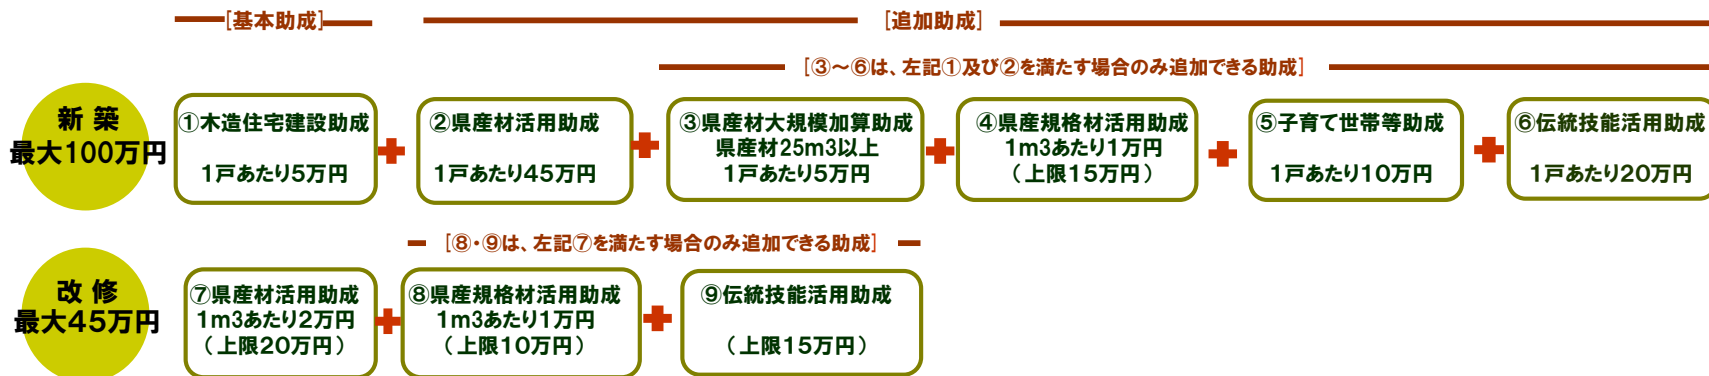 [基本助成]
[追加助成]
[③～⑥は、左記①及び②を満たす場合のみ追加できる助成]
新 築
最大100万円
①木造住宅建設助成
1戸あたり5万円
②県産材活用助成
1戸あたり45万円
③県産材大規模加算助成
県産材25m3以上
1戸あたり5万円
④県産規格材活用助成
1m3あたり1万円
（上限15万円）
⑤子育て世帯等助成
1戸あたり10万円
⑥伝統技能活用助成
1戸あたり20万円
[⑧・⑨は、左記⑦を満たす場合のみ追加できる助成]
改 修
最大45万円
⑦県産材活用助成
1m3あたり2万円
（上限20万円）
⑧県産規格材活用助成
1m3あたり1万円
（上限10万円）
⑨伝統技能活用助成
（上限15万円）